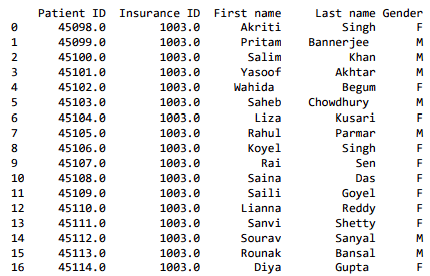 Patient ID Insurance ID First name Last name Gender
0 45098.0 1003.0 Akriti Singh F
1 45099.0 1003.0 Pritam Bannerjee M
2 45100.0 1003.0 Salim Khan M
3 45101.0 1003.0 Yasoof Akhtar M
4 45102.0 1003.0 Wahida Begum F
5 45103.0 1003.0 Saheb Chowdhury M
6 45104.0 1003.0 Liza Kusari F
7 45105.0 1003.0 Rahul Parmar M
8 45106.0 1003.0 Koyel Singh F
9 45107.0 1003.0 Rai Sen F
10 45108.0 1003.0 Saina Das F
11 45109.0 1003.0 Saili Goyel F
12 45110.0 1003.0 Lianna Reddy F
13 45111.0 1003.0 Sanvi Shetty F
14 45112.0 1003.0 Sourav Sanyal M
15 45113.0 1003.0 Rounak Bansal M
16 45114.0 1003.0 Diya Gupta F